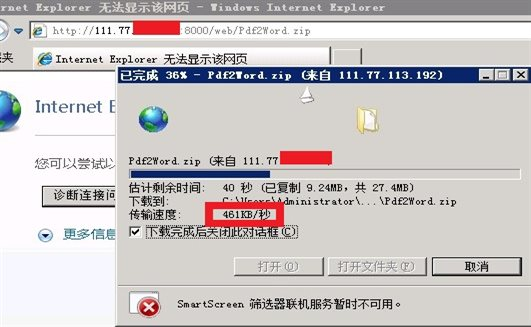 ernet Explorer 无法显示该网页 - Windows Internet Explorer
http://111.77. :8000/web/Pdf2Word.zip
夹
Internet Explorer 无法显示该网页
已完成 36% - Pdf2Word.zip (来自 111.77.113.192)
Internet Ex
Pdf2Word.zip (来自 111.77
您可以尝试以
估计剩余时间: 40 秒 (已复制 9.24MB，共 27.4MB)
下载到: C:\Users\Administrator\...\Pdf2Word.zip
诊断连接问
传输速度: 461KB/秒
更多信息
下载完成后关闭此对话框(C)
打开(O)
打开文件夹(F)
取消
SmartScreen 筛选器联机服务暂时不可用。